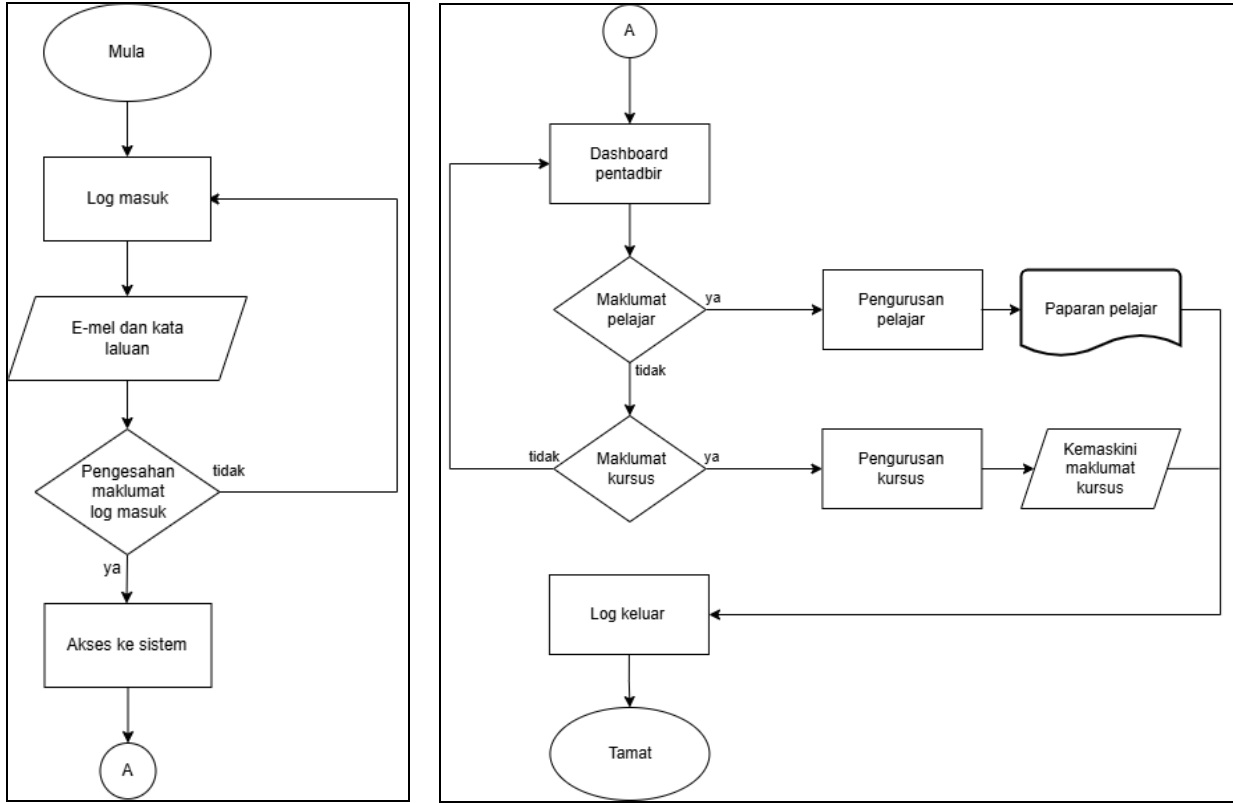 Mula
Log masuk
E-mel dan kata
laluan
Pengesahan
maklumat
log masuk
tidak
ya
Akses ke sistem
A
A
Dashboard
pentadbir
Maklumat
pelajar
ya
Pengurusan
pelajar
Paparan pelajar
tidak
tidak
Maklumat
kursus
ya
Pengurusan
kursus
Kemaskini
maklumat
kursus
Log keluar
Tamat